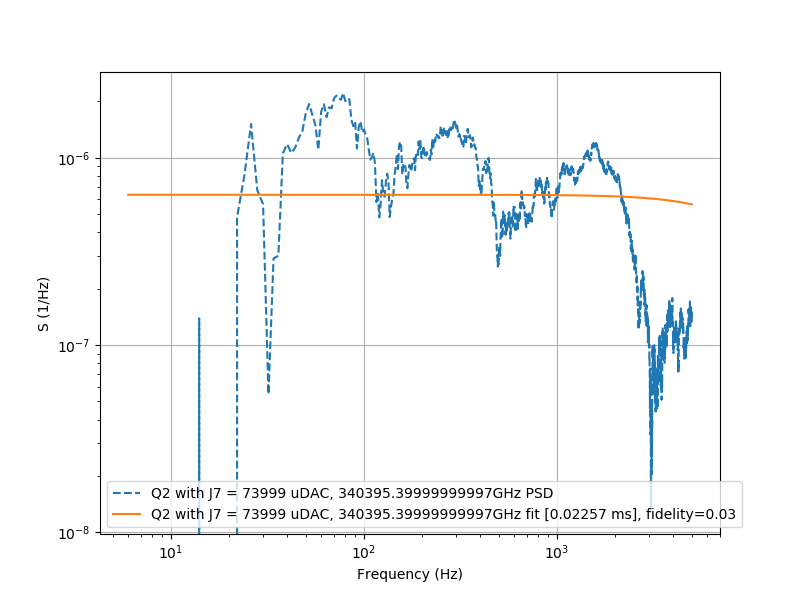 10⁻⁶
10⁻⁷
10⁻⁸
S (1/Hz)
Q2 with J7 = 73999 uDAC, 340395.39999999997GHz PSD
Q2 with J7 = 73999 uDAC, 340395.39999999997GHz fit [0.02257 ms], fidelity=0.03
10¹ 10² 10³
Frequency (Hz)